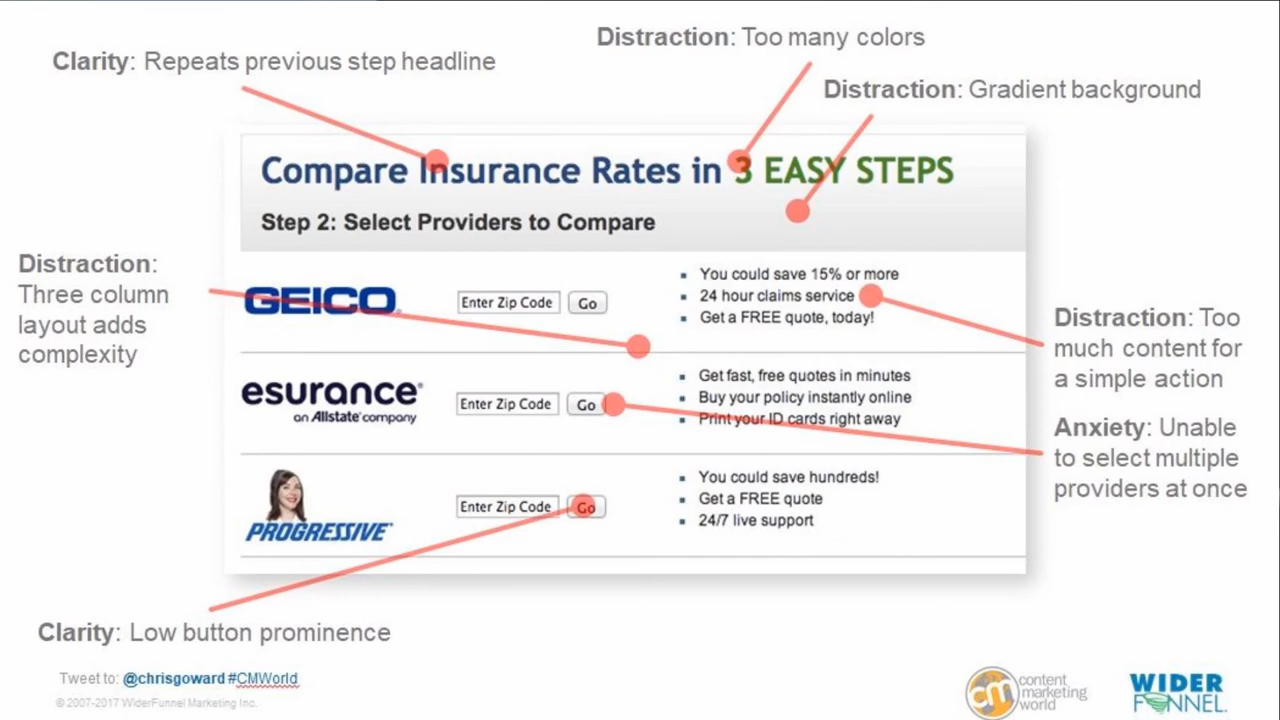 Distraction: Too many colors
Clarity: Repeats previous step headline
Distraction: Gradient background
Compare Insurance Rates in 3 EASY STEPS
Step 2: Select Providers to Compare
Distraction:
Three column
layout adds
complexity
GEICO
Enter Zip Code
Go
You could save 15% or more
24 hour claims service
Get a FREE quote, today!
Distraction: Too
much content for
a simple action
esurance®
an Allstate® company
Enter Zip Code
Go
Get fast, free quotes in minutes
Buy your policy instantly online
Print your ID cards right away
Anxiety: Unable
to select multiple
providers at once
PROGRESSIVE
Enter Zip Code
Go
You could save hundreds!
Get a FREE quote
24/7 live support
Clarity: Low button prominence
Tweet to: @chrisgoward #CMWorld
© 2007-2017 WiderFunnel Marketing Inc.
cm
content
marketing
world
WIDER
FUNNEL